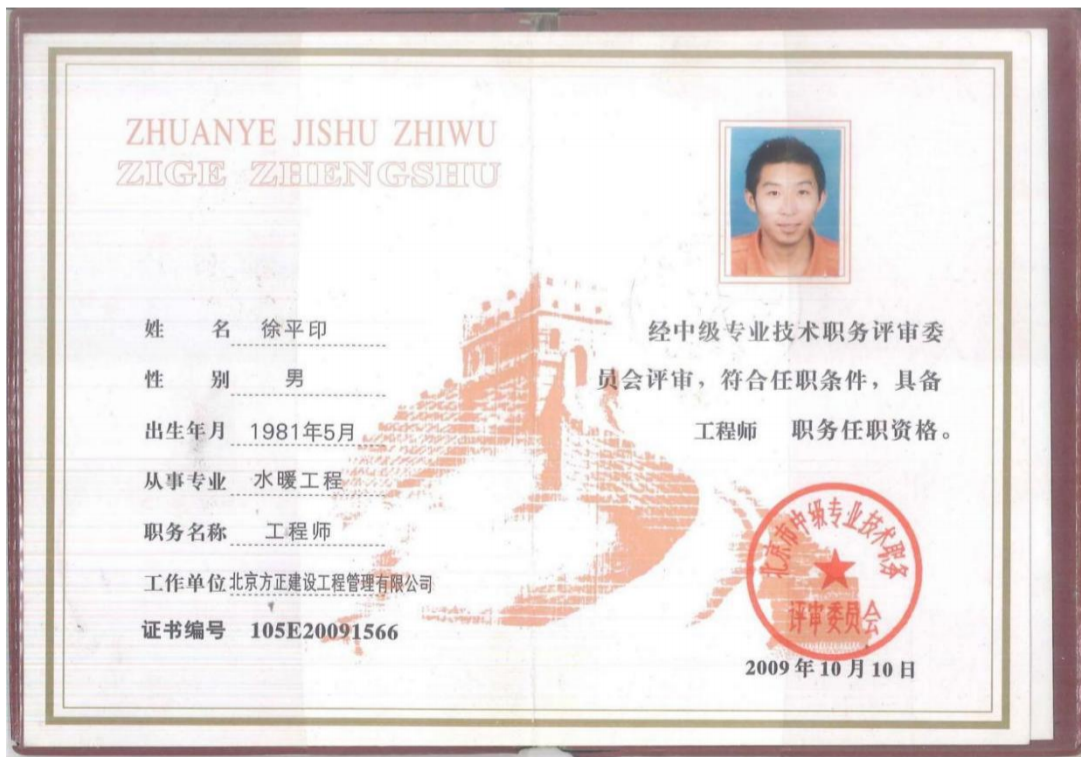 ZHUANYE JISHU ZHIWU
ZIGE ZHENGSHU
姓 名 徐平印
性 别 男
出生年月 1981年5月
从事专业 水暖工程
职务名称 工程师
工作单位 北京方正建设工程管理有限公司
证书编号 105E20091566
经中级专业技术职务评审委
员会评审，符合任职条件，具备
工程师 职务任职资格。
北京市中级专业技术职务
评审委员会
2009年10月10日